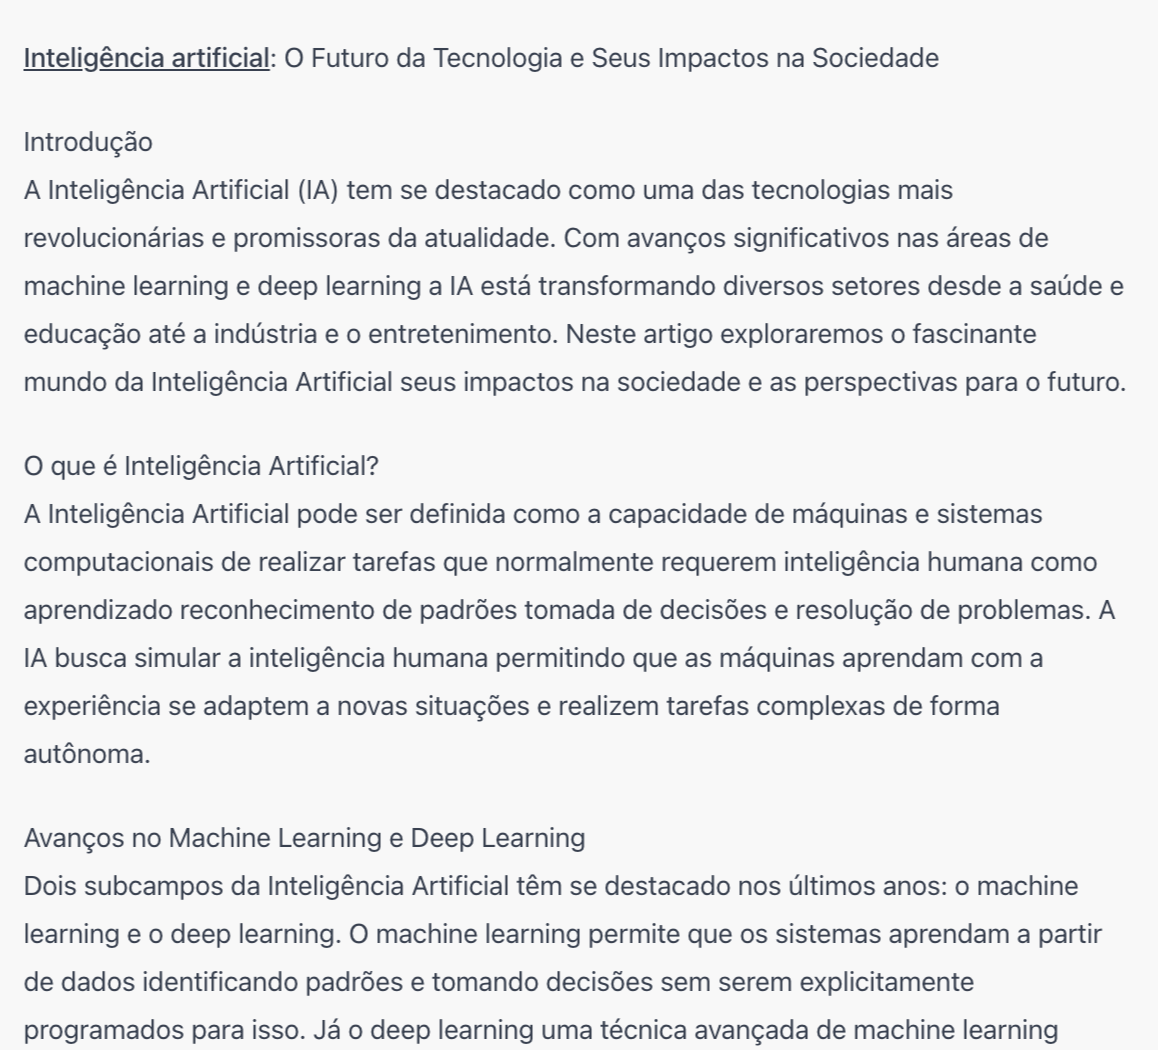 Inteligência artificial: O Futuro da Tecnologia e Seus Impactos na Sociedade
Introdução
A Inteligência Artificial (IA) tem se destacado como uma das tecnologias mais
revolucionárias e promissoras da atualidade. Com avanços significativos nas áreas de
machine learning e deep learning a IA está transformando diversos setores desde a saúde e
educação até a indústria e o entretenimento. Neste artigo exploraremos o fascinante
mundo da Inteligência Artificial seus impactos na sociedade e as perspectivas para o futuro.
O que é Inteligência Artificial?
A Inteligência Artificial pode ser definida como a capacidade de máquinas e sistemas
computacionais de realizar tarefas que normalmente requerem inteligência humana como
aprendizado reconhecimento de padrões tomada de decisões e resolução de problemas. A
IA busca simular a inteligência humana permitindo que as máquinas aprendam com a
experiência se adaptem a novas situações e realizem tarefas complexas de forma
autônoma.
Avanços no Machine Learning e Deep Learning
Dois subcampos da Inteligência Artificial têm se destacado nos últimos anos: o machine
learning e o deep learning. O machine learning permite que os sistemas aprendam a partir
de dados identificando padrões e tomando decisões sem serem explicitamente
programados para isso. Já o deep learning uma técnica avançada de machine learning